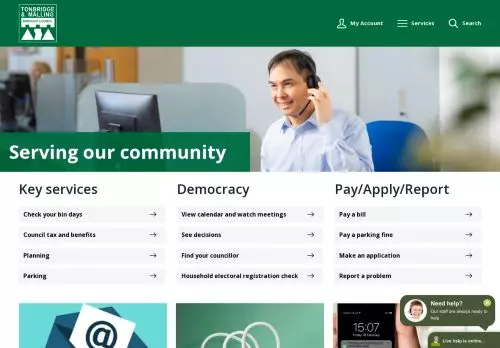 TONBRIDGE
& MALLING
BOROUGH COUNCIL
My Account
Services
Search
Serving our community
Key services
Check your bin days
Council tax and benefits
Planning
Parking
Democracy
View calendar and watch meetings
See decisions
Find your councillor
Household electoral registration check
Pay/Apply/Report
Pay a bill
Pay a parking fine
Make an application
Report a problem
@
15:07
Need help?
Our staff are always ready to
help
Live help is online...